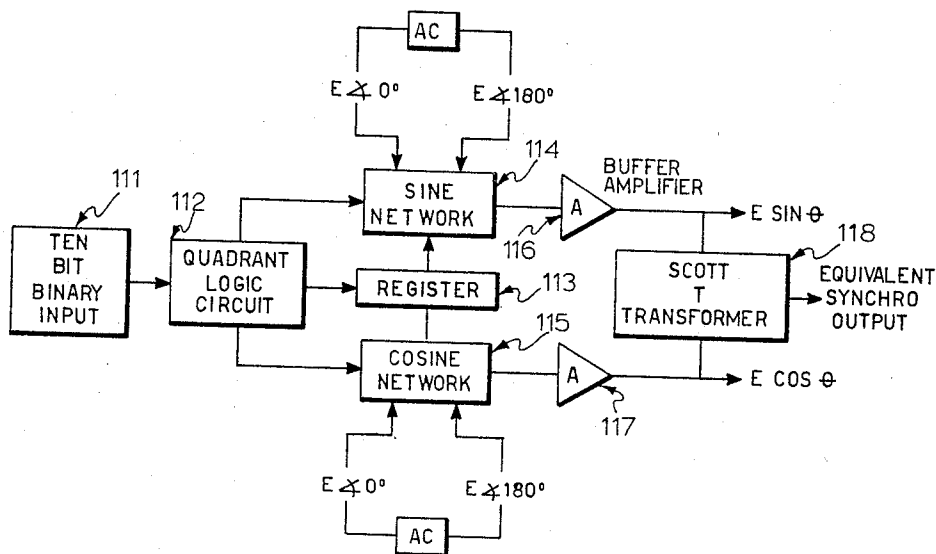 AC
E ∡ 0°
E ∡ 180°
114
111
112
SINE
NETWORK
BUFFER
AMPLIFIER
A
116
E SIN Θ
118
TEN
BIT
BINARY
INPUT
QUADRANT
LOGIC
CIRCUIT
REGISTER
113
SCOTT
T
TRANSFORMER
EQUIVALENT
SYNCHRO
OUTPUT
115
COSINE
NETWORK
A
117
E COS Θ
E ∡ 0°
E ∡ 180°
AC